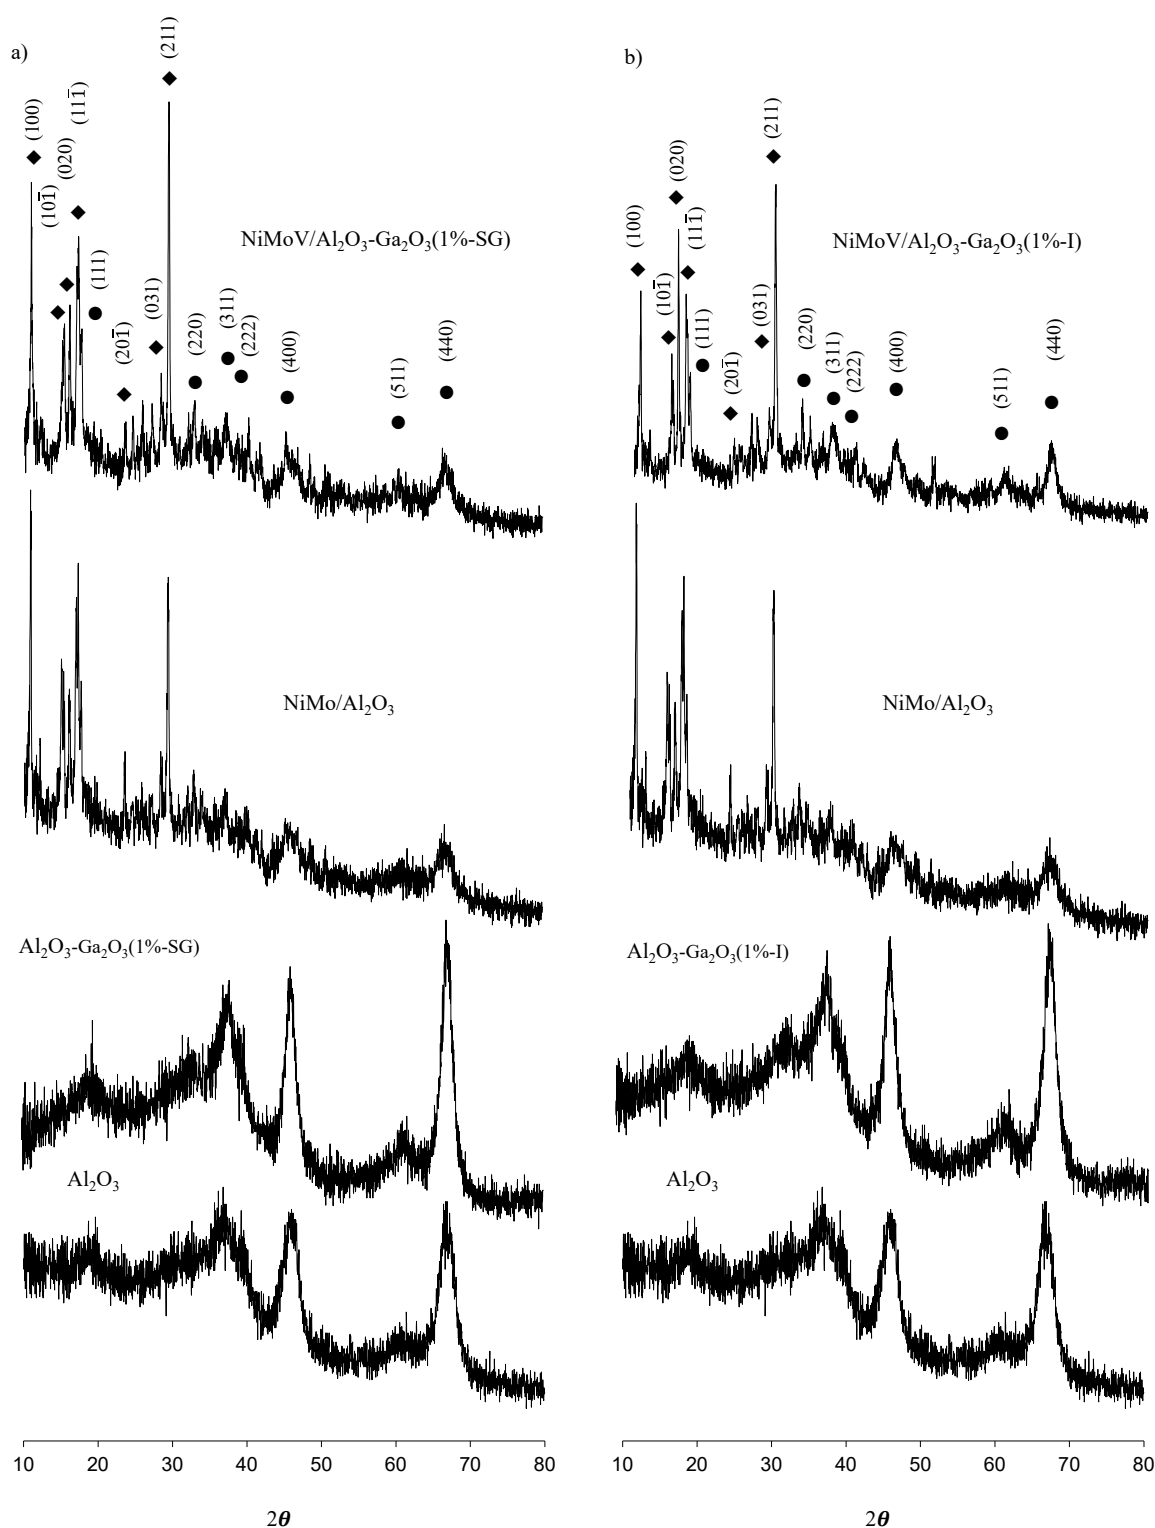 a)
(100)
(101̅)
(020)
(111̅)
(111)
(201̅)
(031)
(211)
(220)
(311)
(222)
(400)
(511)
(440)
NiMoV/Al₂O₃-Ga₂O₃(1%-SG)
NiMo/Al₂O₃
Al₂O₃-Ga₂O₃(1%-SG)
Al₂O₃
10 20 30 40 50 60 70 80
2θ
b)
(100)
(101̅)
(020)
(111̅)
(111)
(201̅)
(031)
(211)
(220)
(311)
(222)
(400)
(511)
(440)
NiMoV/Al₂O₃-Ga₂O₃(1%-I)
NiMo/Al₂O₃
Al₂O₃-Ga₂O₃(1%-I)
Al₂O₃
10 20 30 40 50 60 70 80
2θ